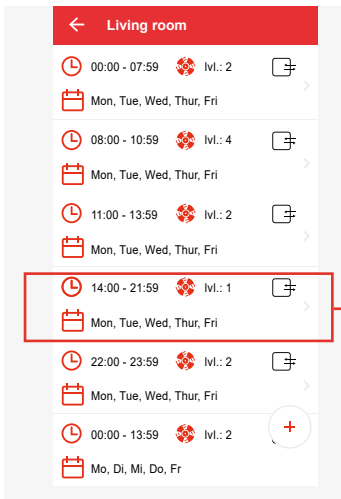 Living room
00:00 - 07:59 lvl.: 2
Mon, Tue, Wed, Thur, Fri
08:00 - 10:59 lvl.: 4
Mon, Tue, Wed, Thur, Fri
11:00 - 13:59 lvl.: 2
Mon, Tue, Wed, Thur, Fri
14:00 - 21:59 lvl.: 1
Mon, Tue, Wed, Thur, Fri
22:00 - 23:59 lvl.: 2
Mon, Tue, Wed, Thur, Fri
00:00 - 13:59 lvl.: 2
Mo, Di, Mi, Do, Fr